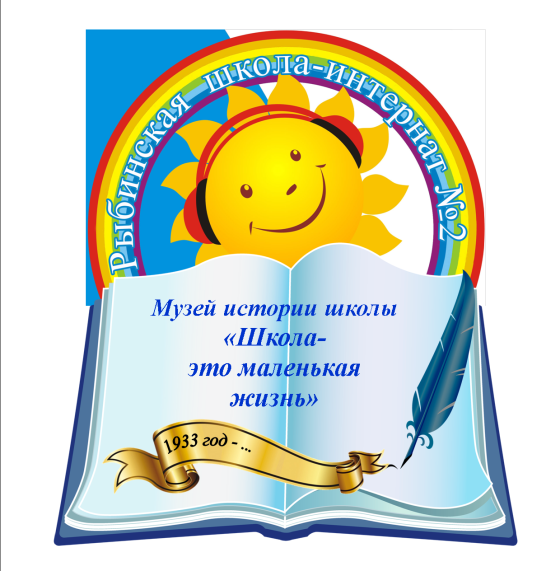 Рыбинская школа-интернат №2
Музей истории школы
«Школа-
это маленькая
жизнь»
1933 год - ...